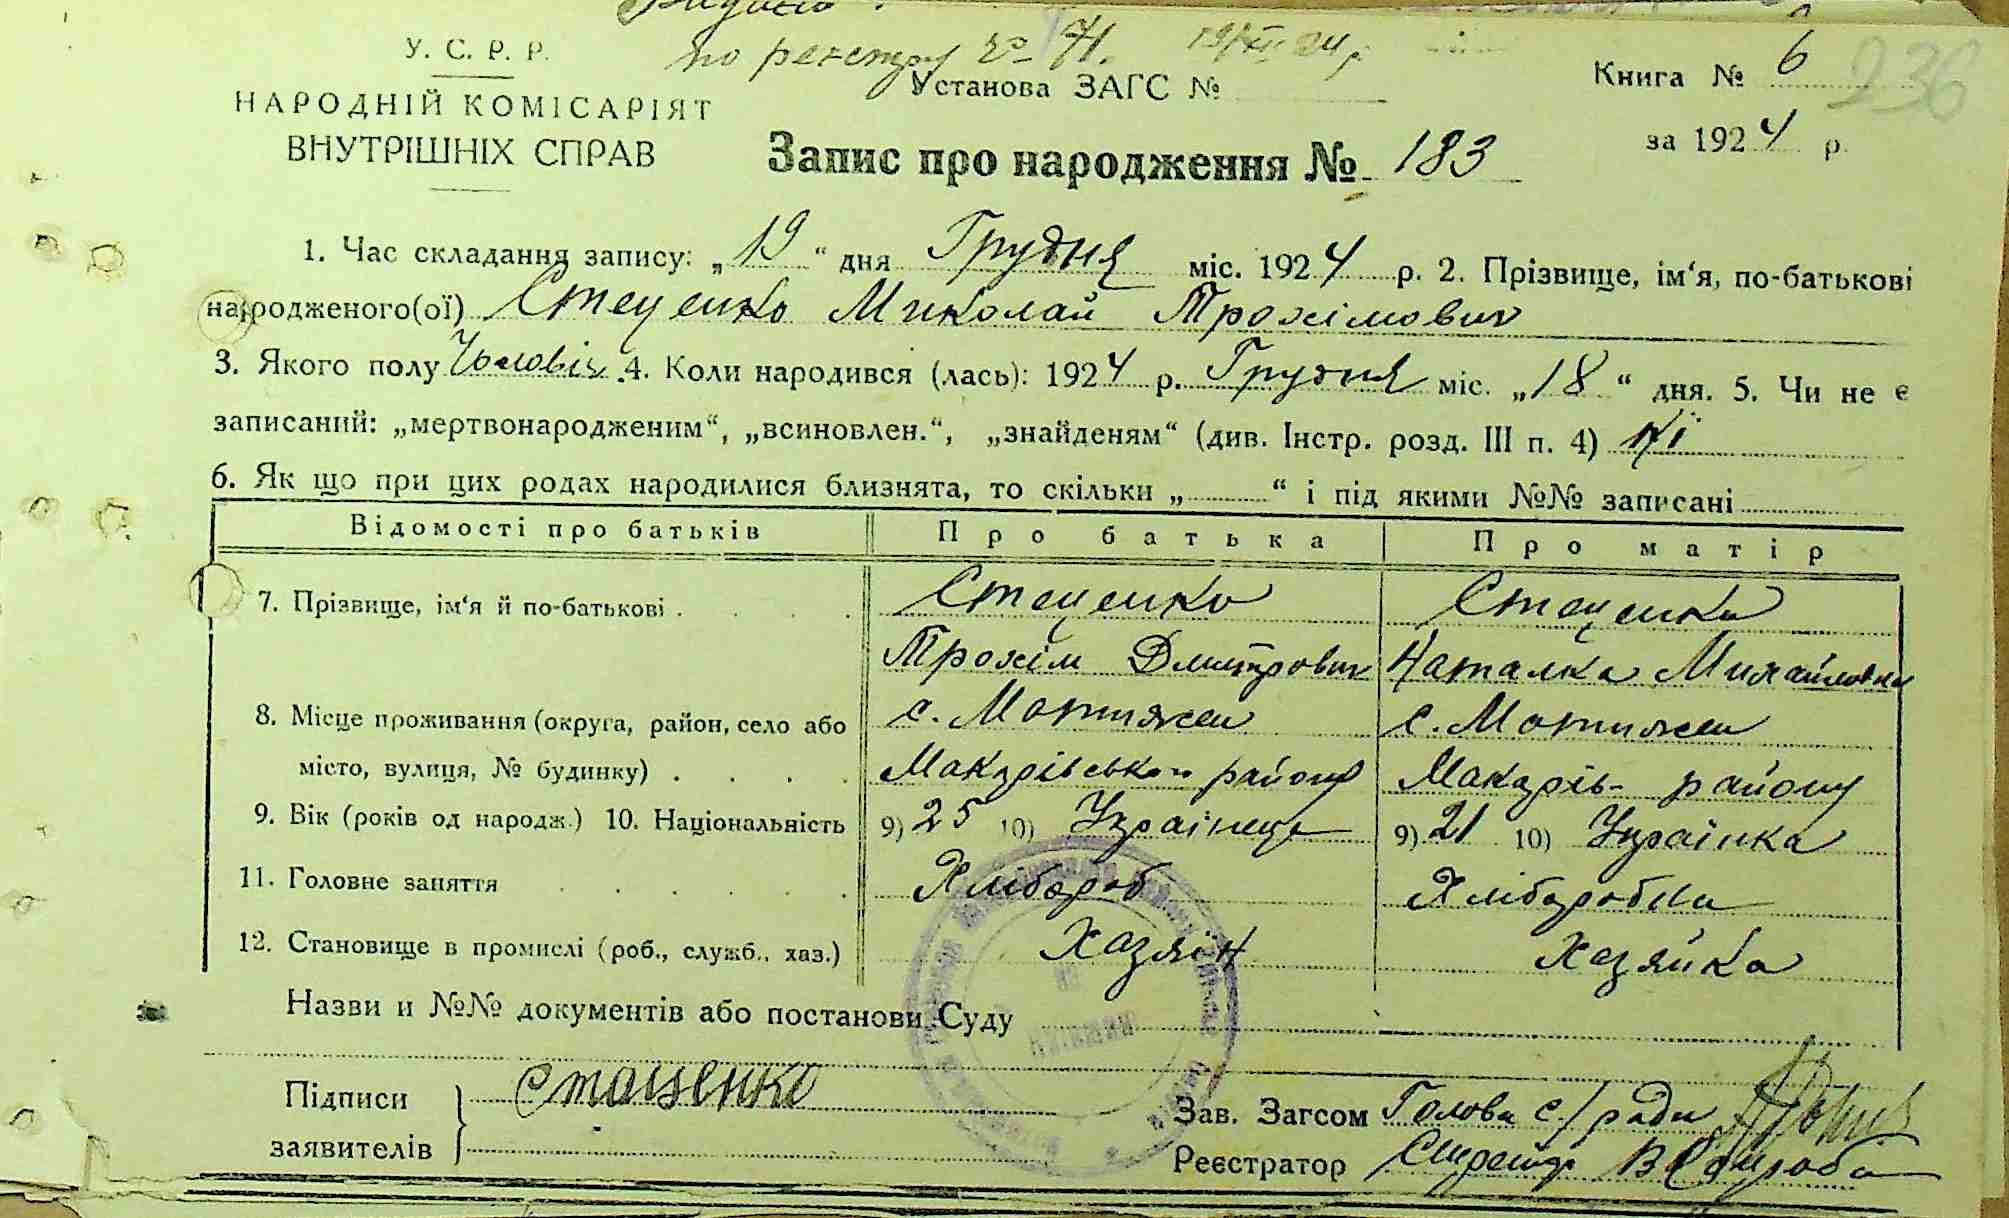 Видано
по реєстру № 71. 19/XII 24 р.
У. С. Р. Р.
НАРОДНІЙ КОМІСАРІЯТ
ВНУТРІШНІХ СПРАВ
Установа ЗАГС №
Книга № 6
236
за 1924 р.
Запис про народження № 183
1. Час складання запису: „19“ дня Грудня міс. 1924 р. 2. Прізвище, ім‘я, по-батькові
народженого(ої) Стеценко Миколай Трохімович
3. Якого полу Чоловіч. 4. Коли народився (лась): 1924 р. Грудня міс. „18“ дня. 5. Чи не є
записаний: „мертвонародженим“, „всиновлен.“, „знайденям“ (див. Інстр. розд. III п. 4) Ні
6. Як що при цих родах народилися близнята, то скільки „ “ і під якими №№ записані
Відомості про батьків Про батька Про матір
7. Прізвище, ім‘я й по-батькові . . . Стеценко Стеценко
Трохім Дмитрович Наталка Михайловна
8. Місце проживання (округа, район, село або с. Мотижен с. Мотижен
місто, вулиця, № будинку) . . . . Макарівського району Макарів- району
9. Вік (років од народж.) 10. Національність 9) 25 10) Українець 9) 21 10) Українка
11. Головне заняття . . . . . Хлібороб Хліборобка
12. Становище в промислі (роб., служб., хаз.) Хазяїн Хазяйка
Назви и №№ документів або постанови Суду
Підписи
заявителів
Стаценко
Зав. Загсом Голова с/ради
Реєстратор Секретар